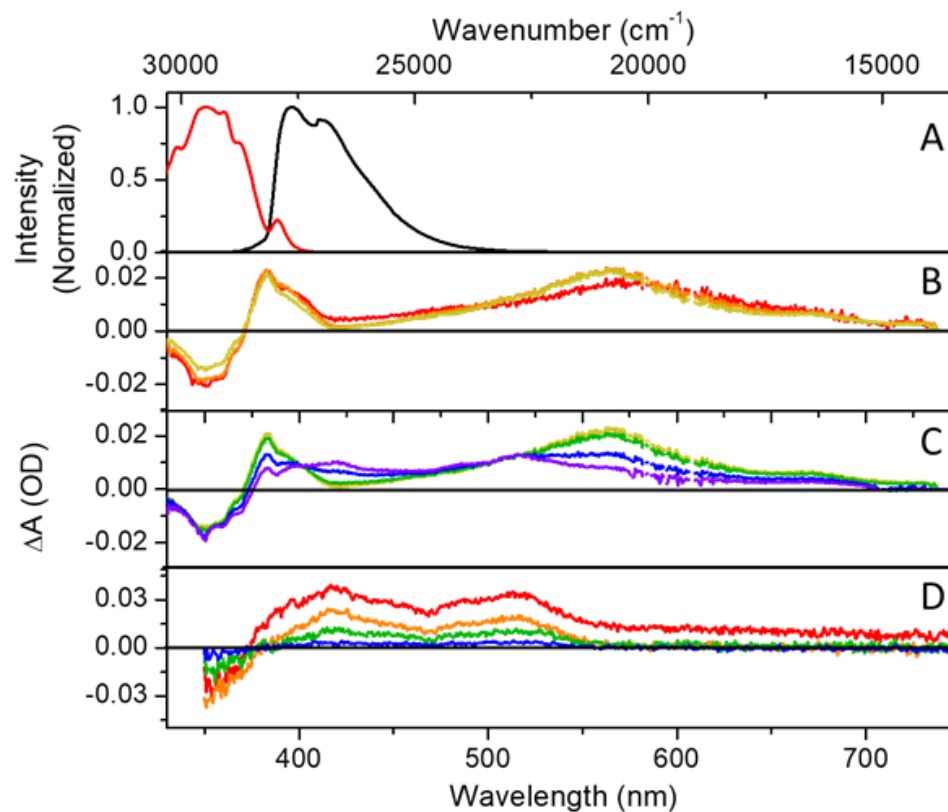 Wavenumber (cm⁻¹)
30000 25000 20000 15000
Intensity
(Normalized)
1.0
0.5
0.0
A
0.02
0.00
-0.02
B
ΔA (OD)
0.02
0.00
-0.02
C
0.03
0.00
-0.03
D
400 500 600 700
Wavelength (nm)